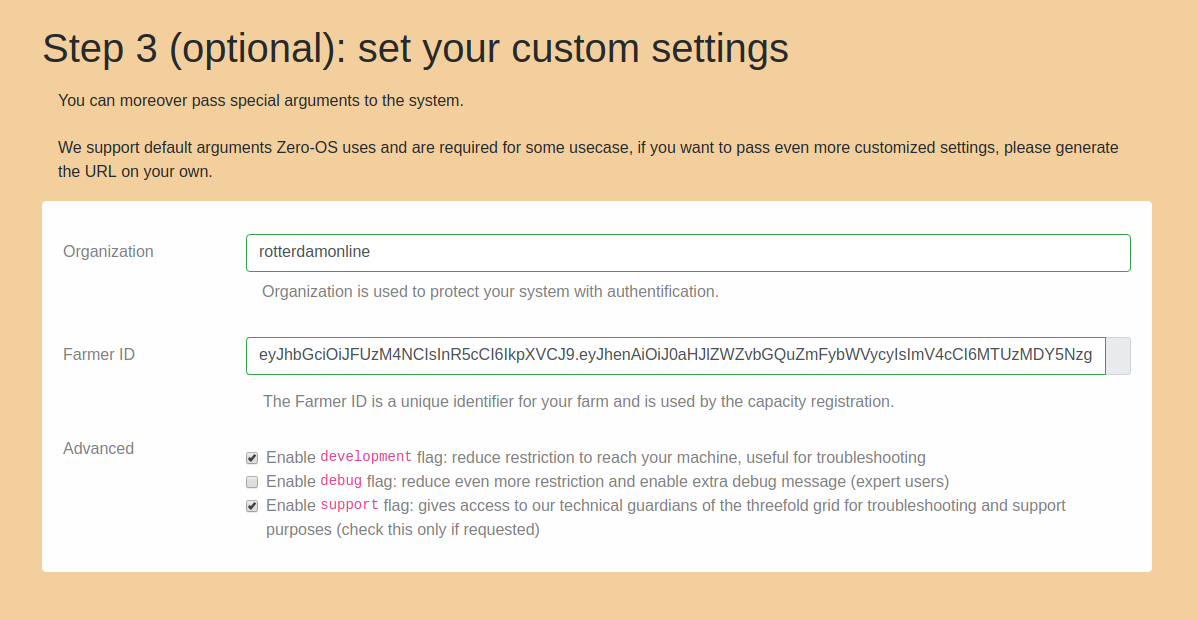 Step 3 (optional): set your custom settings
You can moreover pass special arguments to the system.
We support default arguments Zero-OS uses and are required for some usecase, if you want to pass even more customized settings, please generate
the URL on your own.
Organization
rotterdamonline
Organization is used to protect your system with authentification.
Farmer ID
eyJhbGciOiJFUzM4NCIsInR5cCI6IkpXVCJ9.eyJhenAiOiJ0aHJlZWZvbGQuZmFybWVycyIsImV4cCI6MTUzMDY5Nzg
The Farmer ID is a unique identifier for your farm and is used by the capacity registration.
Advanced
Enable development flag: reduce restriction to reach your machine, useful for troubleshooting
Enable debug flag: reduce even more restriction and enable extra debug message (expert users)
Enable support flag: gives access to our technical guardians of the threefold grid for troubleshooting and support
purposes (check this only if requested)